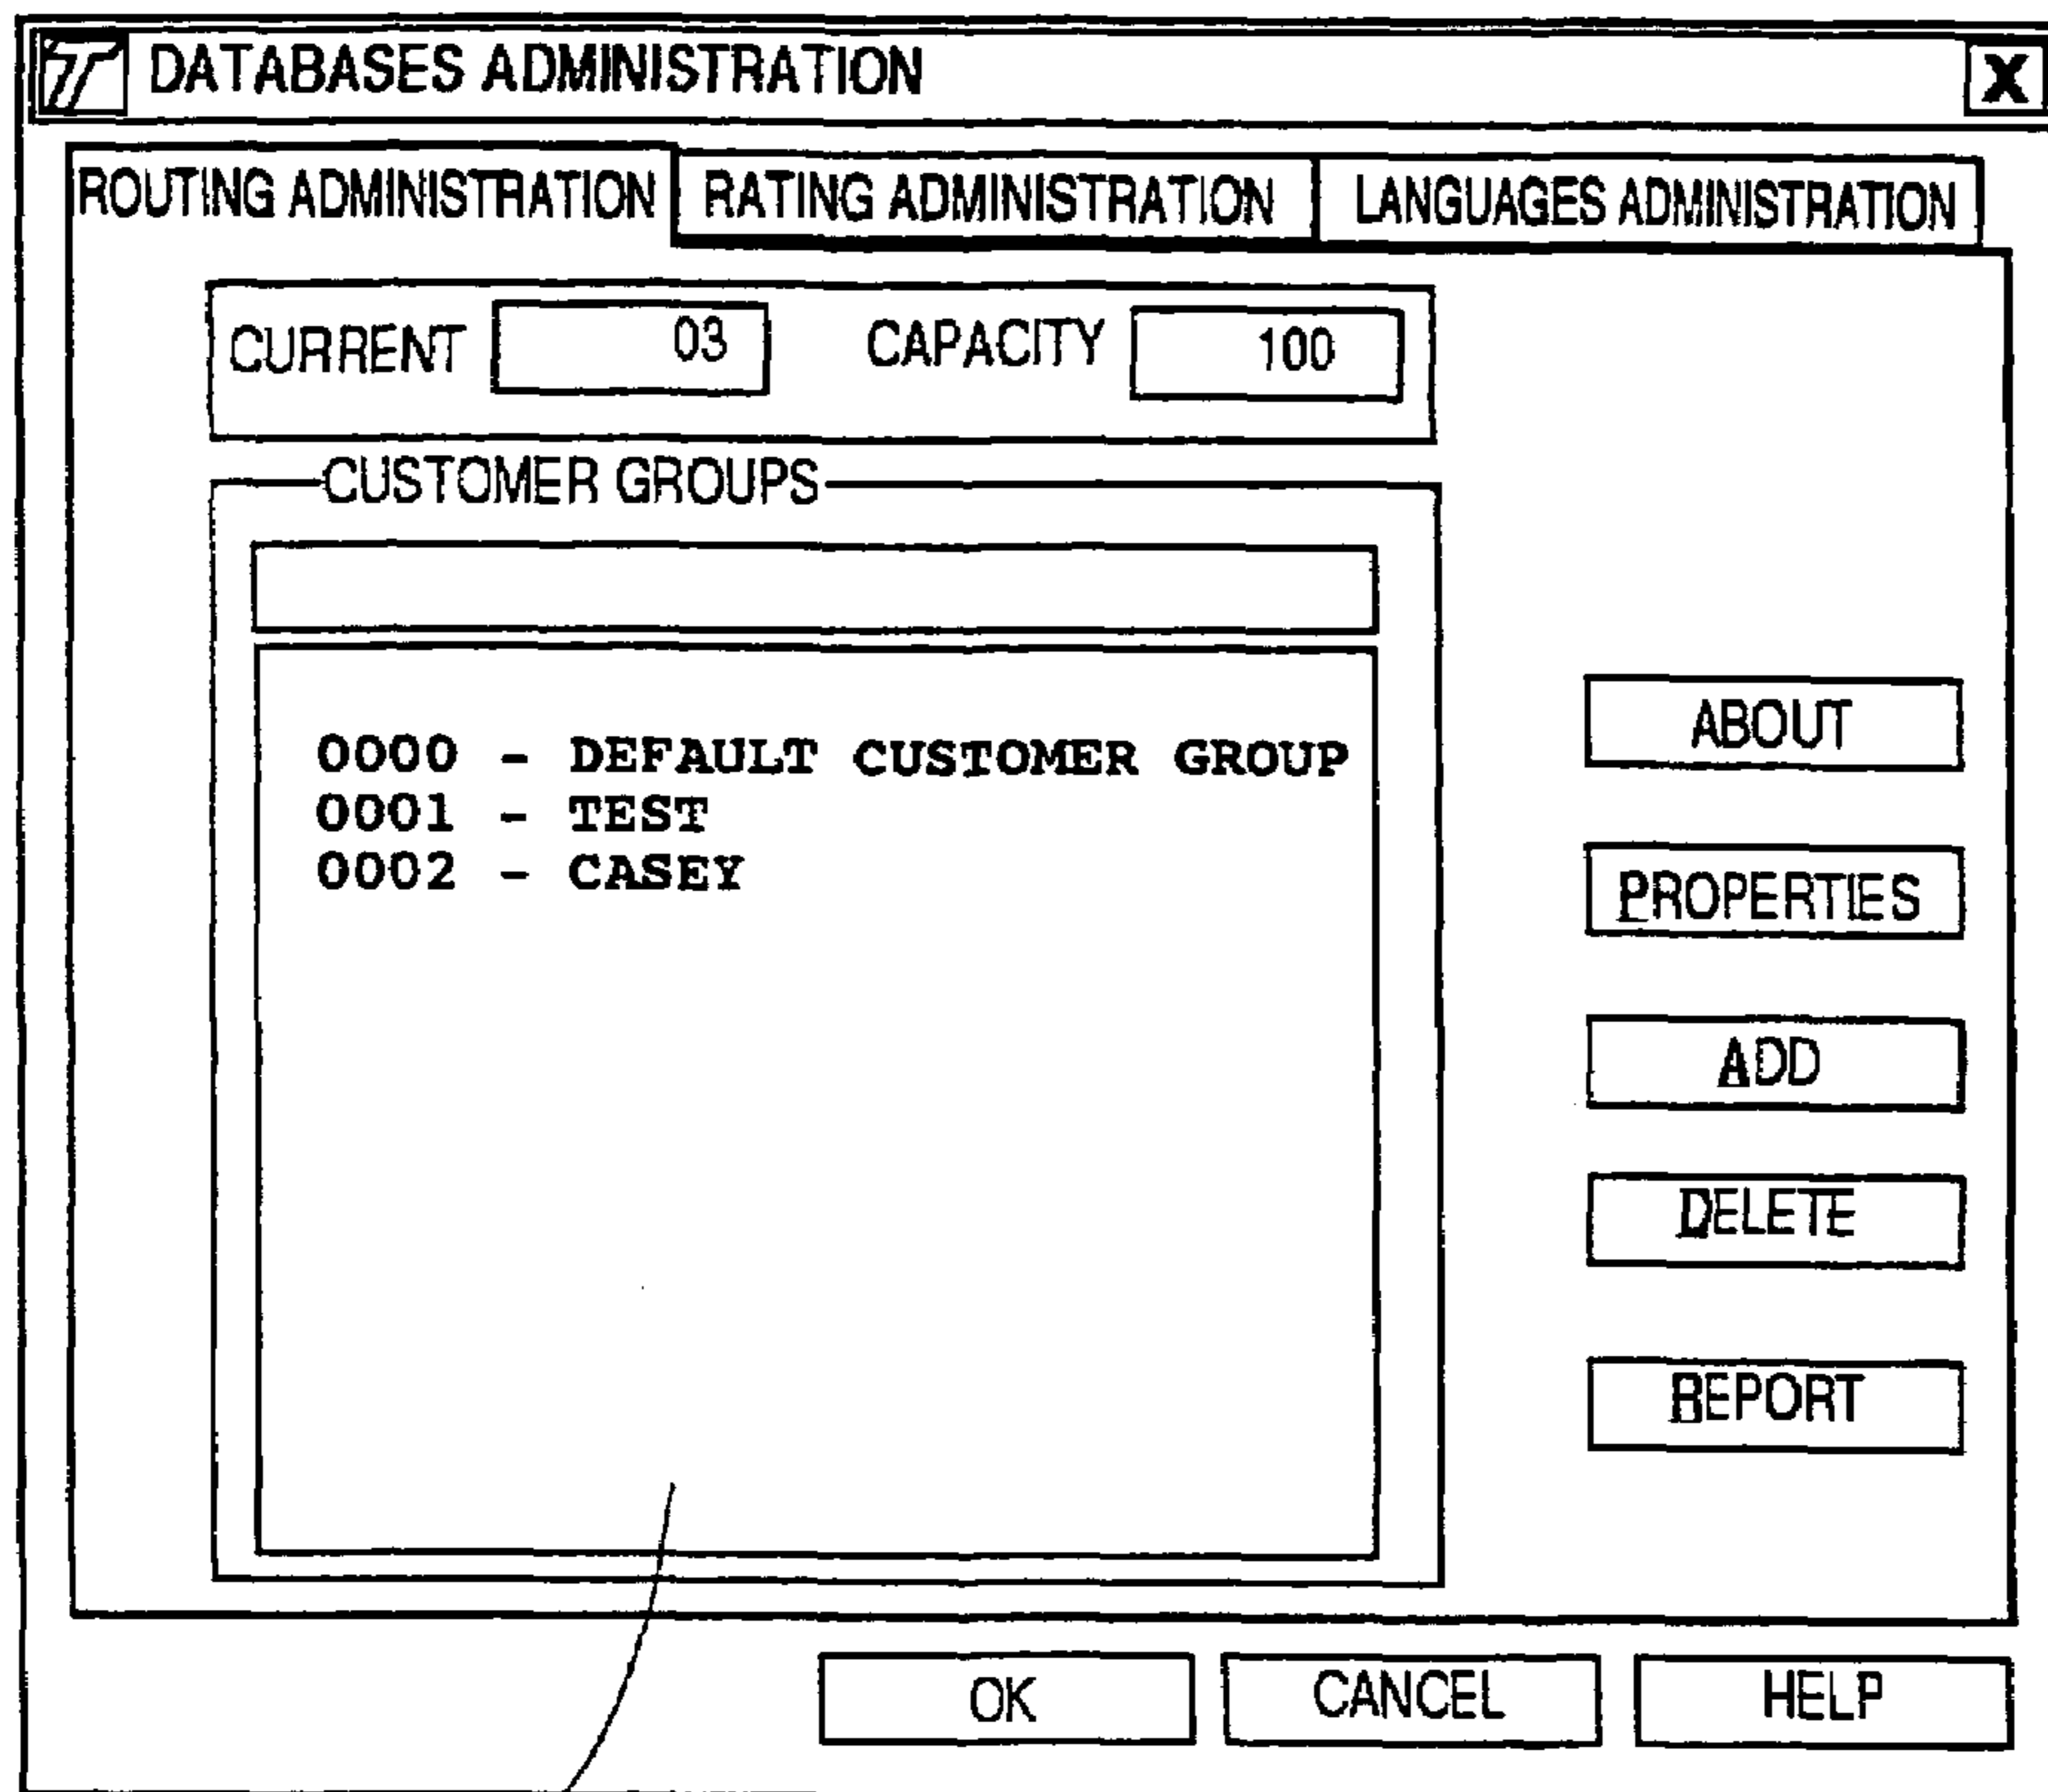 DATABASES ADMINISTRATION X
ROUTING ADMINISTRATION RATING ADMINISTRATION LANGUAGES ADMINISTRATION
CURRENT 03 CAPACITY 100
CUSTOMER GROUPS
0000 - DEFAULT CUSTOMER GROUP
0001 - TEST
0002 - CASEY
ABOUT
PROPERTIES
ADD
DELETE
REPORT
OK CANCEL HELP